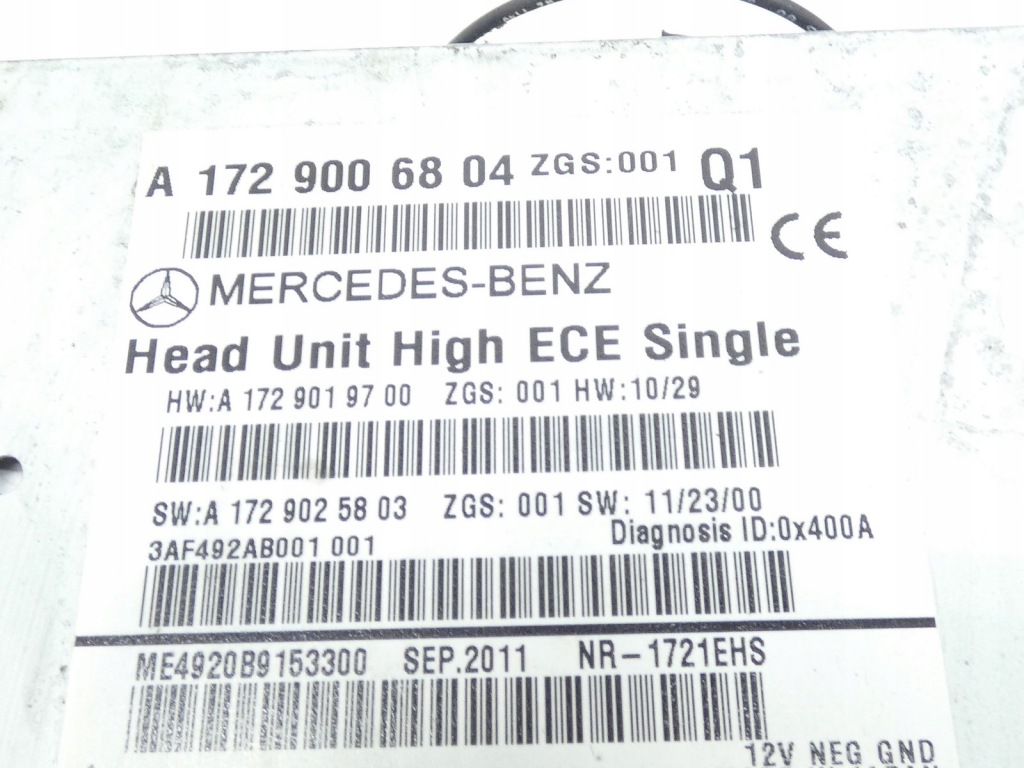 A 172 900 68 04 ZGS:001 Q1
CE
MERCEDES-BENZ
Head Unit High ECE Single
HW:A 172 901 97 00 ZGS: 001 HW:10/29
SW:A 172 902 58 03 ZGS: 001 SW: 11/23/00
Diagnosis ID:0x400A
3AF492AB001 001
ME4920B9153300 SEP.2011 NR-1721EHS
12V NEG GND